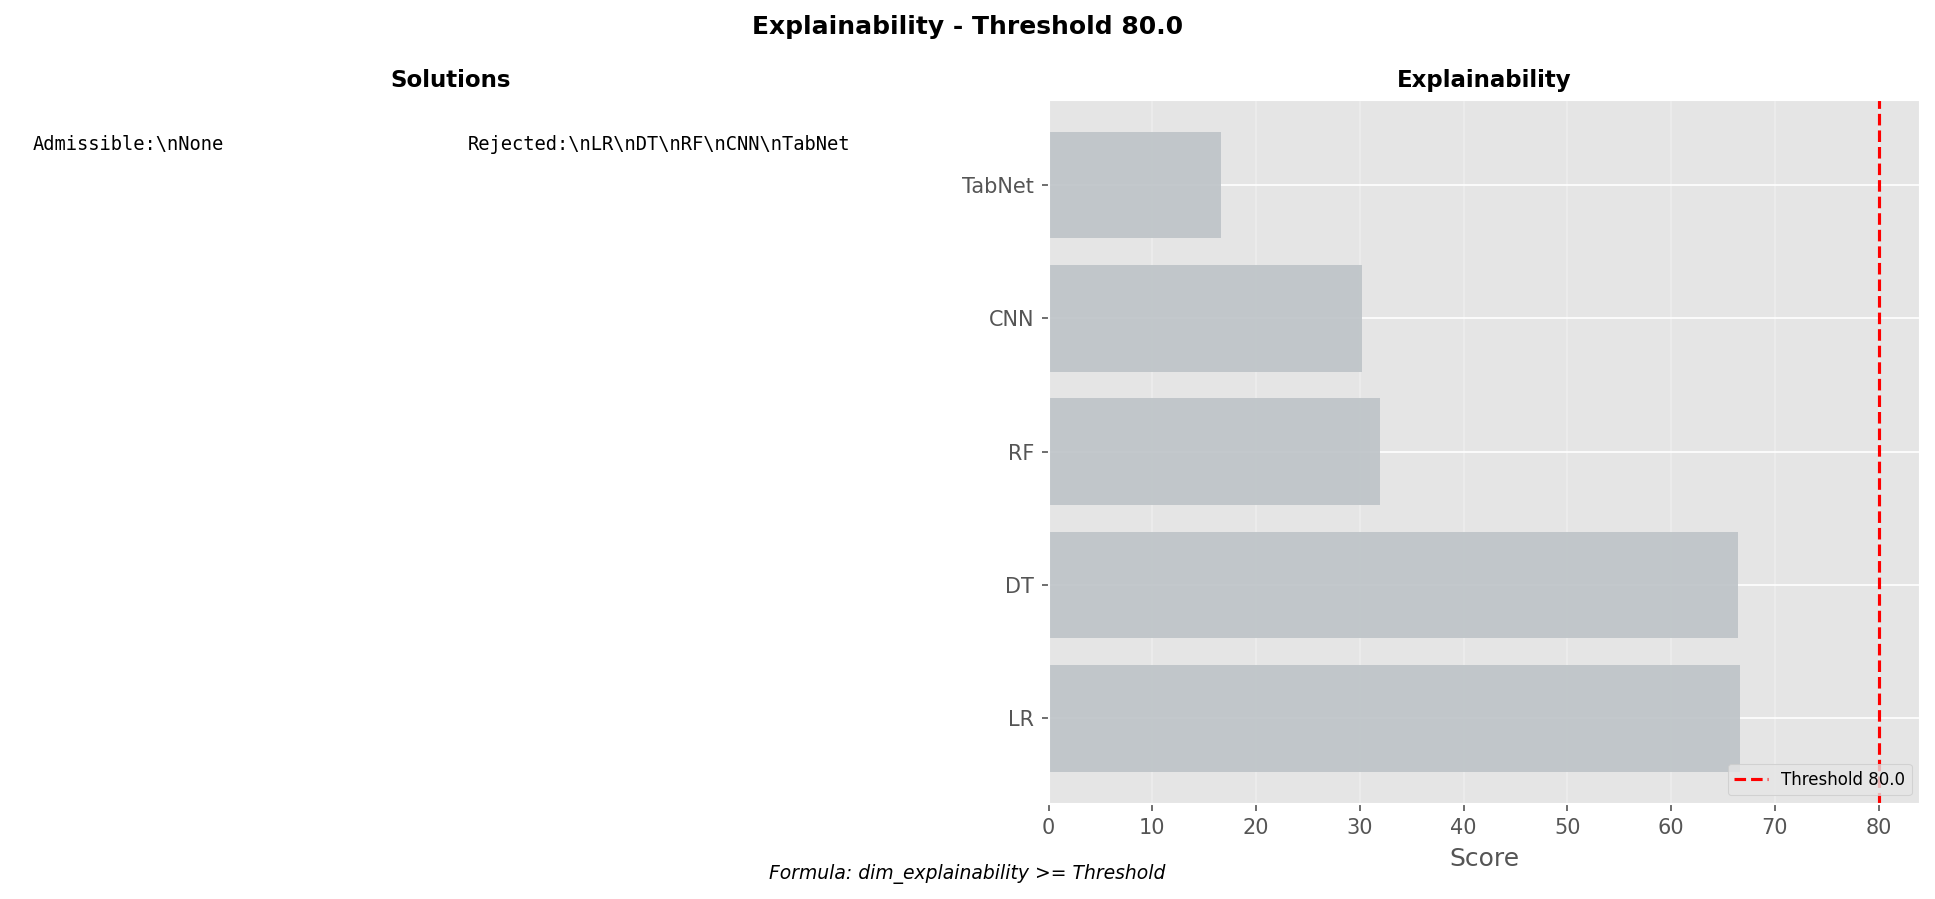 Explainability - Threshold 80.0
Solutions
Admissible:\nNone
Rejected:\nLR\nDT\nRF\nCNN\nTabNet
Explainability
TabNet
CNN
RF
DT
LR
Threshold 80.0
0 10 20 30 40 50 60 70 80
Score
Formula: dim_explainability >= Threshold